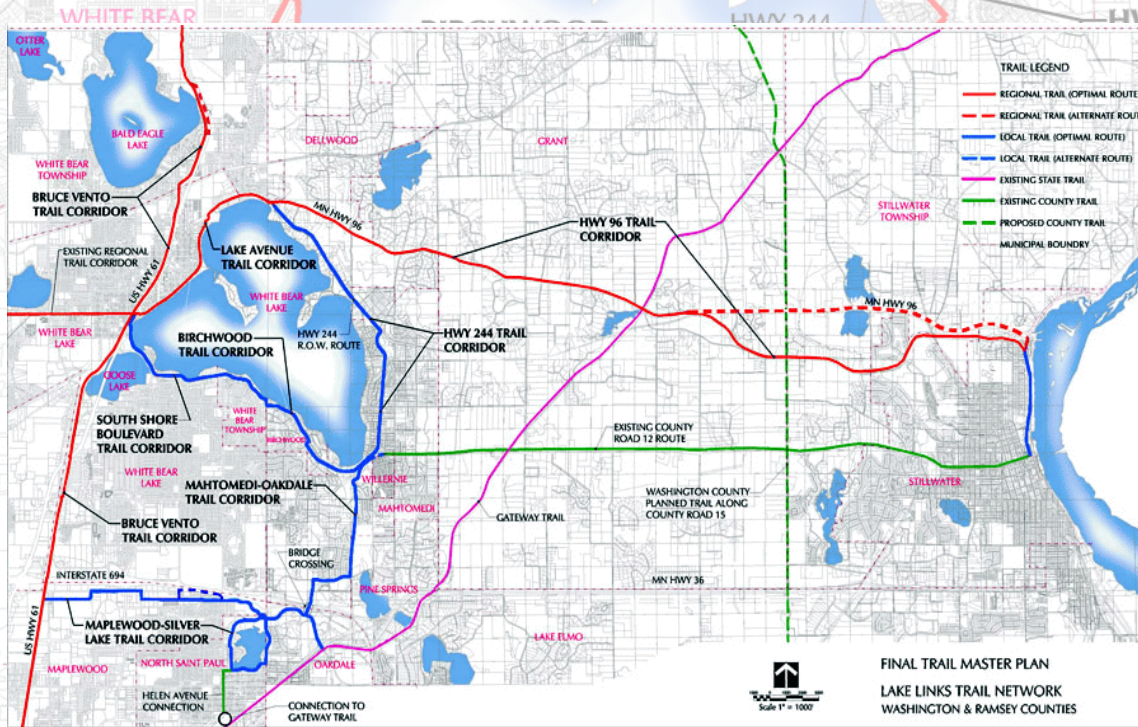 WHITE BEAR
BIRCHWOOD
HWY 244
OTTER
LAKE
BALD EAGLE
LAKE
WHITE BEAR
TOWNSHIP
BRUCE VENTO
TRAIL CORRIDOR
EXISTING REGIONAL
TRAIL CORRIDOR
US HWY 61
WHITE BEAR
LAKE
GOOSE
LAKE
DELLWOOD
GRANT
MN HWY 96
LAKE AVENUE
TRAIL CORRIDOR
WHITE BEAR
LAKE
HWY 244
R.O.W. ROUTE
BIRCHWOOD
TRAIL CORRIDOR
HWY 244 TRAIL
CORRIDOR
HWY 96 TRAIL
CORRIDOR
STILLWATER
TOWNSHIP
MN HWY 96
TRAIL LEGEND
REGIONAL TRAIL (OPTIMAL ROUTE
REGIONAL TRAIL (ALTERNATE ROUT
LOCAL TRAIL (OPTIMAL ROUTE)
LOCAL TRAIL (ALTERNATE ROUTE)
EXISTING STATE TRAIL
EXISTING COUNTY TRAIL
PROPOSED COUNTY TRAIL
MUNICIPAL BOUNDRY
SOUTH SHORE
BOULEVARD
TRAIL CORRIDOR
WHITE
BEAR
TOWNSHIP
BIRCHWOOD
WHITE BEAR
LAKE
MAHTOMEDI-OAKDALE
TRAIL CORRIDOR
WILLERNIE
MAHTOMEDI
EXISTING COUNTY
ROAD 12 ROUTE
STILLWATER
WASHINGTON COUNTY
PLANNED TRAIL ALONG
COUNTY ROAD 15
GATEWAY TRAIL
BRUCE VENTO
TRAIL CORRIDOR
BRIDGE
CROSSING
INTERSTATE 694
PINE SPRINGS
MN HWY 36
US HWY 61
MAPLEWOOD-SILVER
LAKE TRAIL CORRIDOR
LAKE ELMO
MAPLEWOOD
NORTH SAINT PAUL
OAKDALE
HELEN AVENUE
CONNECTION
CONNECTION TO
GATEWAY TRAIL
Scale 1" = 1000'
FINAL TRAIL MASTER PLAN
LAKE LINKS TRAIL NETWORK
WASHINGTON & RAMSEY COUNTIES